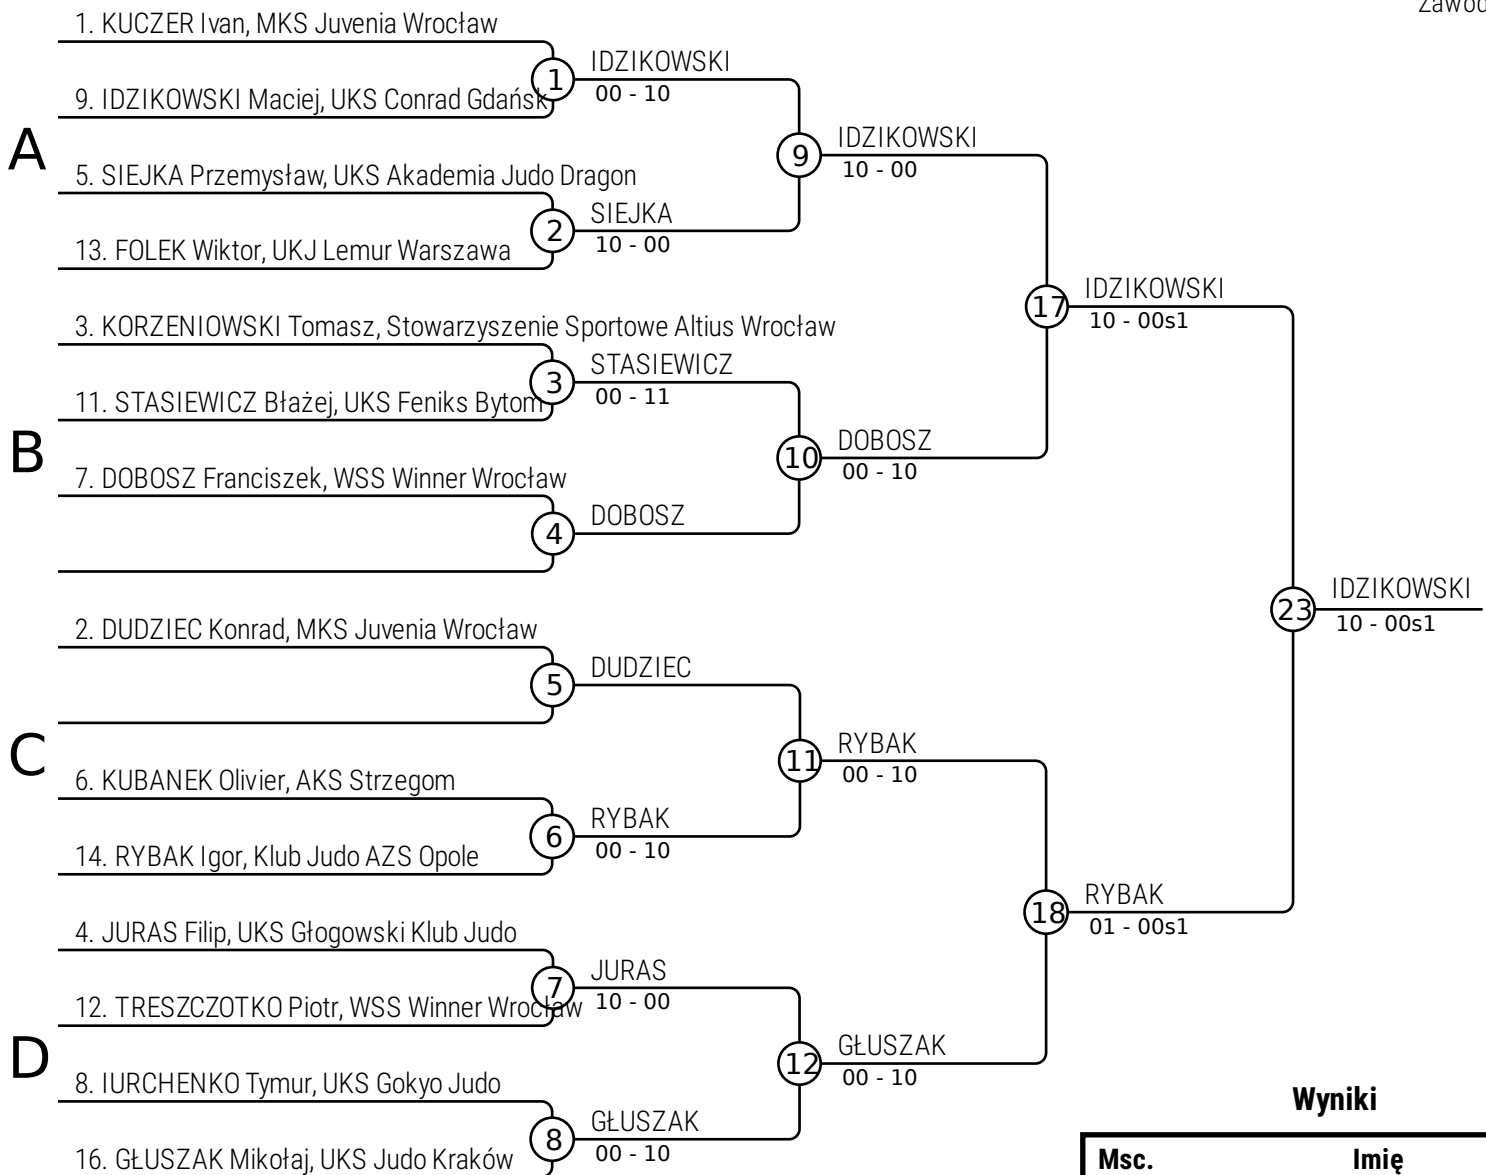 Zawod
1. KUCZER Ivan, MKS Juvenia Wrocław
1
IDZIKOWSKI
00 - 10
9. IDZIKOWSKI Maciej, UKS Conrad Gdańsk
A
9
IDZIKOWSKI
10 - 00
5. SIEJKA Przemysław, UKS Akademia Judo Dragon
2
SIEJKA
10 - 00
13. FOLEK Wiktor, UKJ Lemur Warszawa
17
IDZIKOWSKI
10 - 00s1
3. KORZENIOWSKI Tomasz, Stowarzyszenie Sportowe Altius Wrocław
3
STASIEWICZ
00 - 11
11. STASIEWICZ Błażej, UKS Feniks Bytom
B
10
DOBOSZ
00 - 10
7. DOBOSZ Franciszek, WSS Winner Wrocław
4
DOBOSZ
23
IDZIKOWSKI
10 - 00s1
2. DUDZIEC Konrad, MKS Juvenia Wrocław
5
DUDZIEC
C
11
RYBAK
00 - 10
6. KUBANEK Olivier, AKS Strzegom
6
RYBAK
00 - 10
14. RYBAK Igor, Klub Judo AZS Opole
18
RYBAK
01 - 00s1
4. JURAS Filip, UKS Głogowski Klub Judo
7
JURAS
10 - 00
12. TRESZCZOTKO Piotr, WSS Winner Wrocław
D
12
GŁUSZAK
00 - 10
8. IURCHENKO Tymur, UKS Gokyo Judo
8
GŁUSZAK
00 - 10
16. GŁUSZAK Mikołaj, UKS Judo Kraków
Wyniki
Msc. Imię